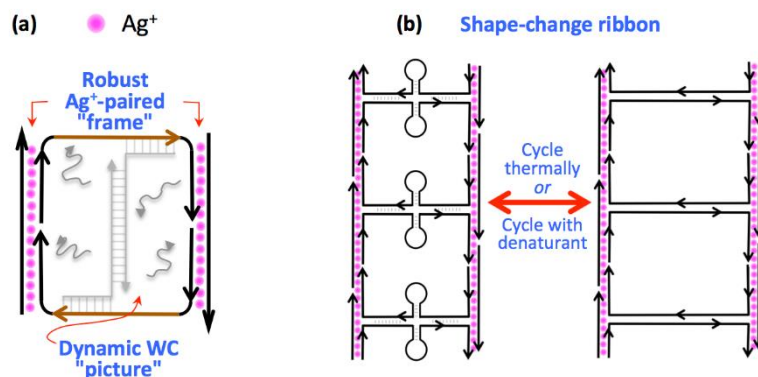 (a)
Ag⁺
Robust
Ag⁺-paired
"frame"
Dynamic WC
"picture"
(b)
Shape-change ribbon
Cycle
thermally
or
Cycle with
denaturant